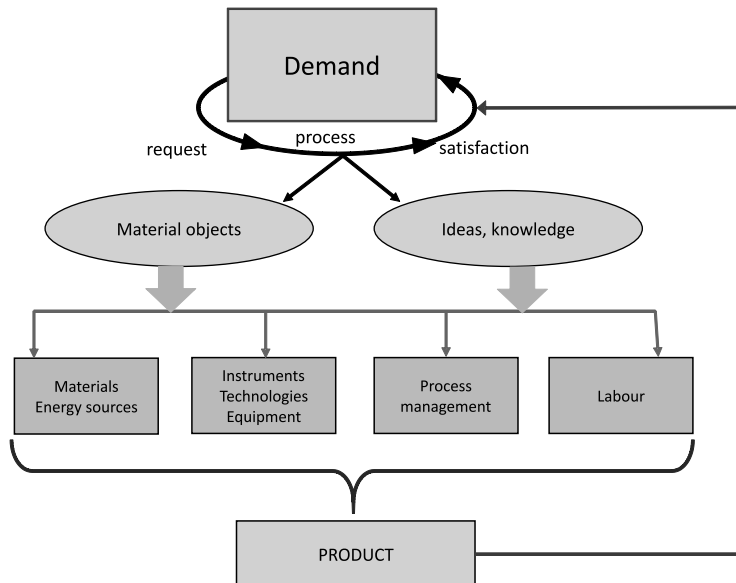 Demand
process
request
satisfaction
Material objects
Ideas, knowledge
Materials
Energy sources
Instruments
Technologies
Equipment
Process
management
Labour
PRODUCT